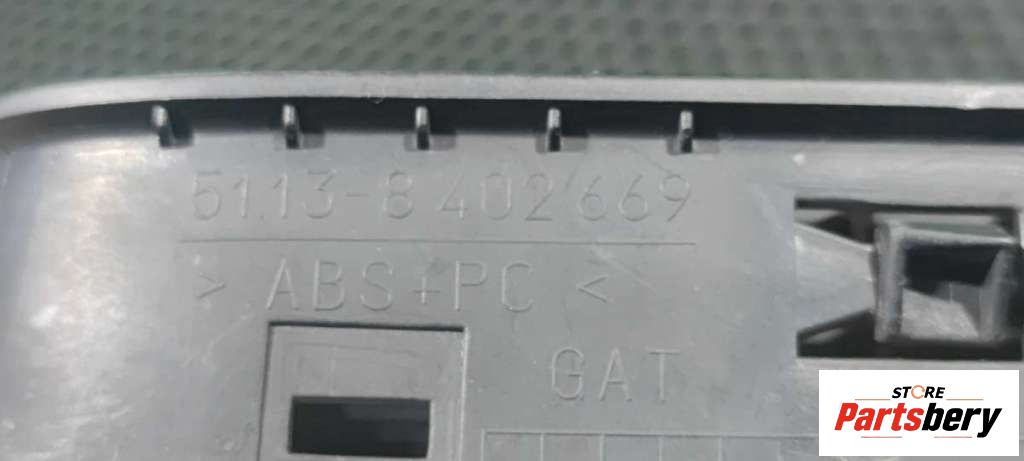 51.13-8 402 669
> ABS+PC <
GAT
STORE
Partsbery